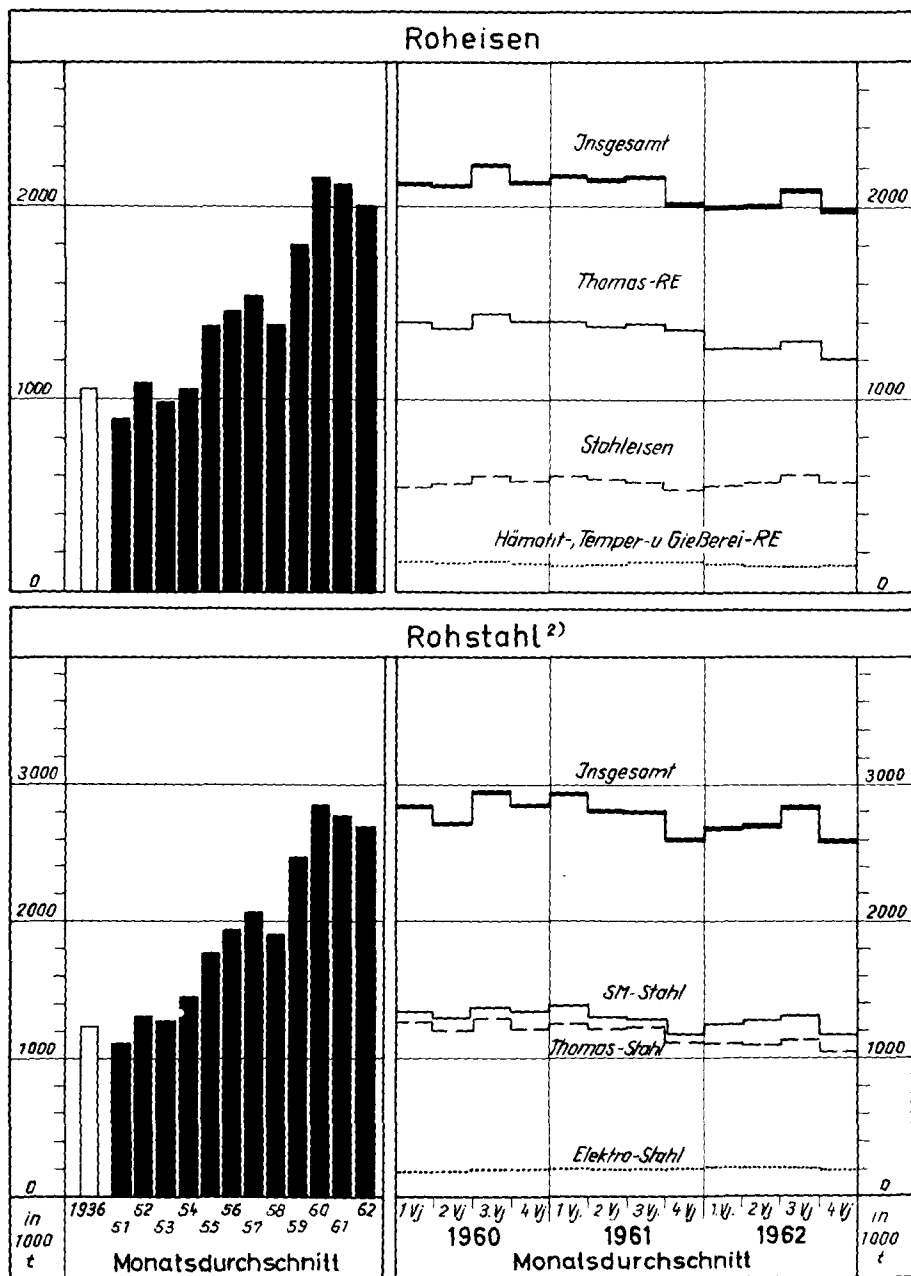 Roheisen
2000
1000
0
Insgesamt
Thomas-RE
Stahleisen
Hämatit-, Temper- u Gießerei-RE
2000
1000
0
Rohstahl 2)
3000
2000
1000
0
Insgesamt
SM-Stahl
Thomas-Stahl
Elektro-Stahl
3000
2000
1000
0
in
1000
t
1936 52 54 56 58 60 62
51 53 55 57 59 61
Monatsdurchschnitt
1 Vj 2 Vj 3. Vj 4 Vj 1 Vj. 2 Vj 3 Vj. 4 Vj 1. Vj. 2 Vj 3 Vj 4 Vj
1960 1961 1962
Monatsdurchschnitt
in
1000
t